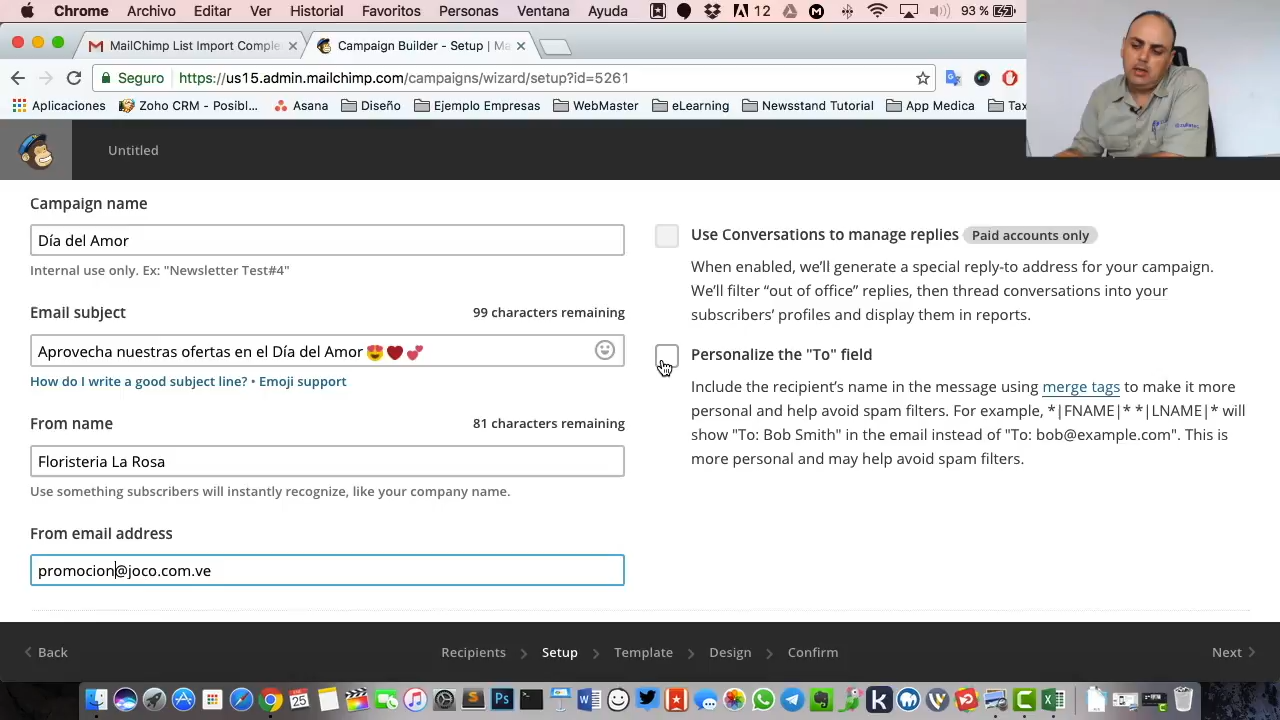 Chrome Archivo Editar Ver Historial Favoritos Personas Ventana Ayuda 12 93 %
MailChimp List Import Comple
Campaign Builder - Setup | Ma
Seguro https://us15.admin.mailchimp.com/campaigns/wizard/setup?id=5261
Aplicaciones Zoho CRM - Posibl... Asana Diseño Ejemplo Empresas WebMaster eLearning Newsstand Tutorial App Medica Tax
Untitled
Campaign name
Día del Amor
Internal use only. Ex: "Newsletter Test#4"
Email subject 99 characters remaining
Aprovecha nuestras ofertas en el Día del Amor 😍❤️💕
How do I write a good subject line? • Emoji support
From name 81 characters remaining
Floristeria La Rosa
Use something subscribers will instantly recognize, like your company name.
From email address
promocion@joco.com.ve
Use Conversations to manage replies Paid accounts only
When enabled, we’ll generate a special reply-to address for your campaign.
We’ll filter “out of office” replies, then thread conversations into your
subscribers’ profiles and display them in reports.
Personalize the "To" field
Include the recipient’s name in the message using merge tags to make it more
personal and help avoid spam filters. For example, *|FNAME|* *|LNAME|* will
show "To: Bob Smith" in the email instead of "To: bob@example.com". This is
more personal and may help avoid spam filters.
Back Recipients Setup Template Design Confirm Next